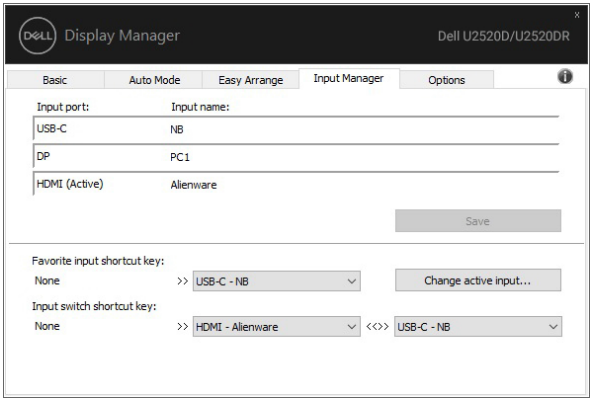 DELL Display Manager Dell U2520D/U2520DR x
Basic Auto Mode Easy Arrange Input Manager Options i
Input port: Input name:
USB-C NB
DP PC1
HDMI (Active) Alienware
Save
Favorite input shortcut key:
None >> USB-C - NB Change active input...
Input switch shortcut key:
None >> HDMI - Alienware <<>> USB-C - NB